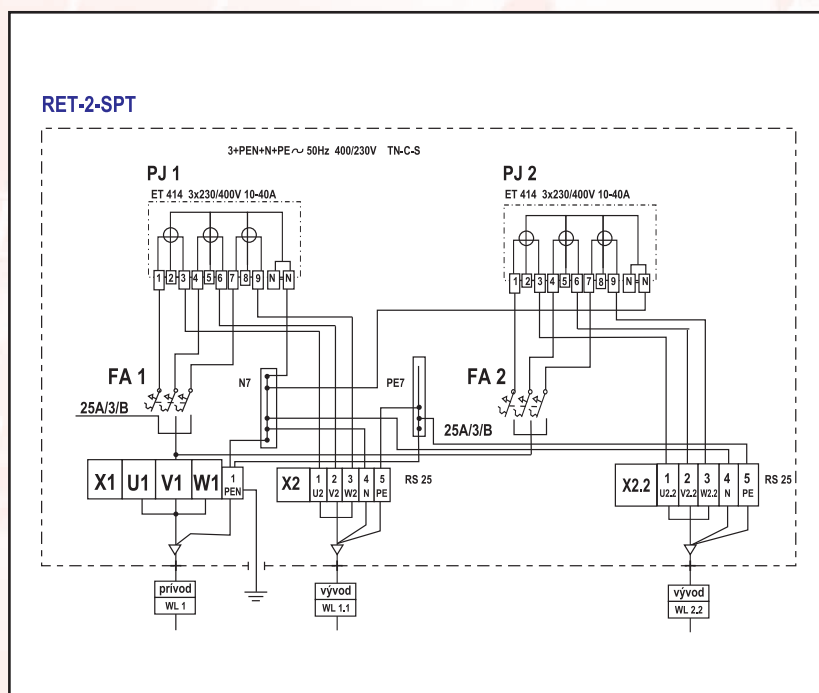 RET-2-SPT
3+PEN+N+PE ~ 50Hz 400/230V TN-C-S
PJ 1
ET 414 3x230/400V 10-40A
1 2 3 4 5 6 7 8 9 N N
PJ 2
ET 414 3x230/400V 10-40A
1 2 3 4 5 6 7 8 9 N N
FA 1
25A/3/B
N7
PE7
FA 2
25A/3/B
X1 U1 V1 W1 1
PEN
X2 1 2 3 4 5
U2 V2 W2 N PE
RS 25
X2.2 1 2 3 4 5
U2.2 V2.2 W2.2 N PE
RS 25
prívod
WL 1
vývod
WL 1.1
vývod
WL 2.2